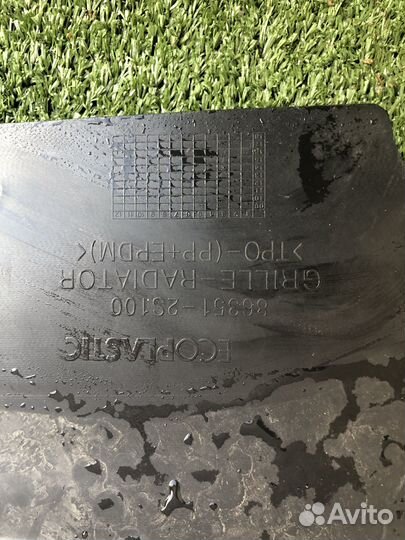 ECOPLASTIC
86351-2S100
GRILLE-RADIATOR
>TPO-(PP+EPDM)<
Avito